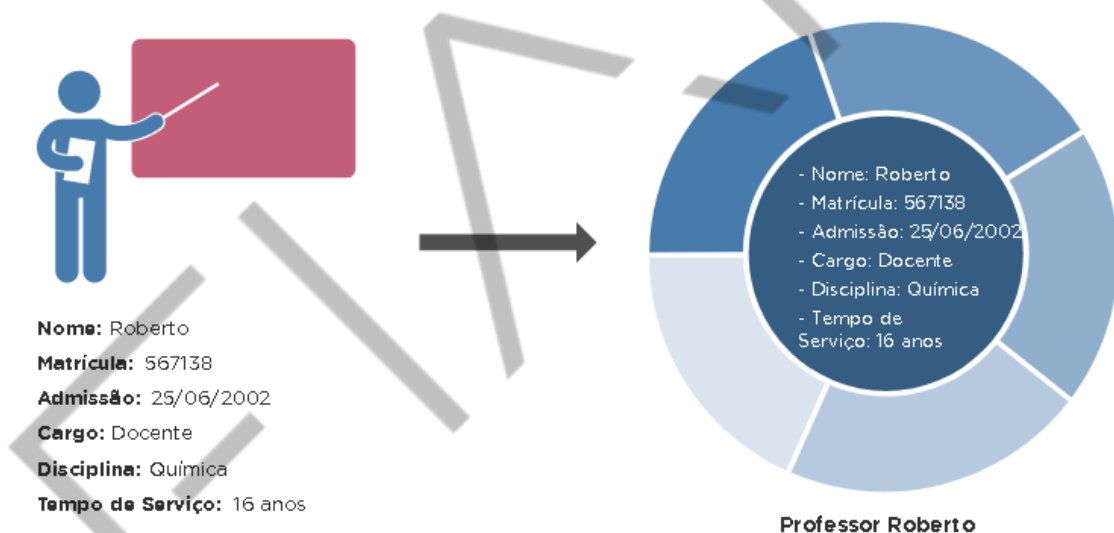 Nome: Roberto
Matrícula: 567138
Admissão: 25/06/2002
Cargo: Docente
Disciplina: Química
Tempo de Serviço: 16 anos
- Nome: Roberto
- Matrícula: 567138
- Admissão: 25/06/2002
- Cargo: Docente
- Disciplina: Química
- Tempo de
Serviço: 16 anos
Professor Roberto